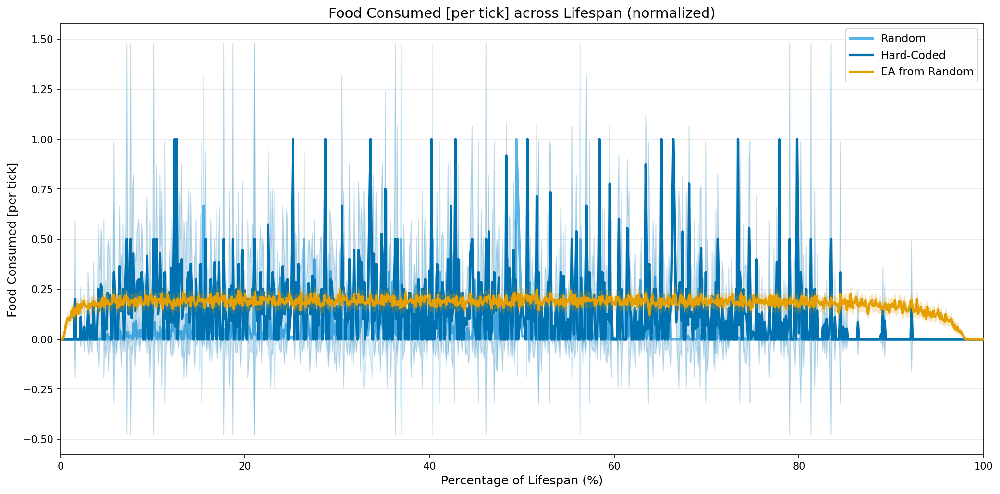 Food Consumed [per tick] across Lifespan (normalized)
Random
Hard-Coded
EA from Random
Food Consumed [per tick]
1.50
1.25
1.00
0.75
0.50
0.25
0.00
−0.25
−0.50
0
20
40
60
80
100
Percentage of Lifespan (%)